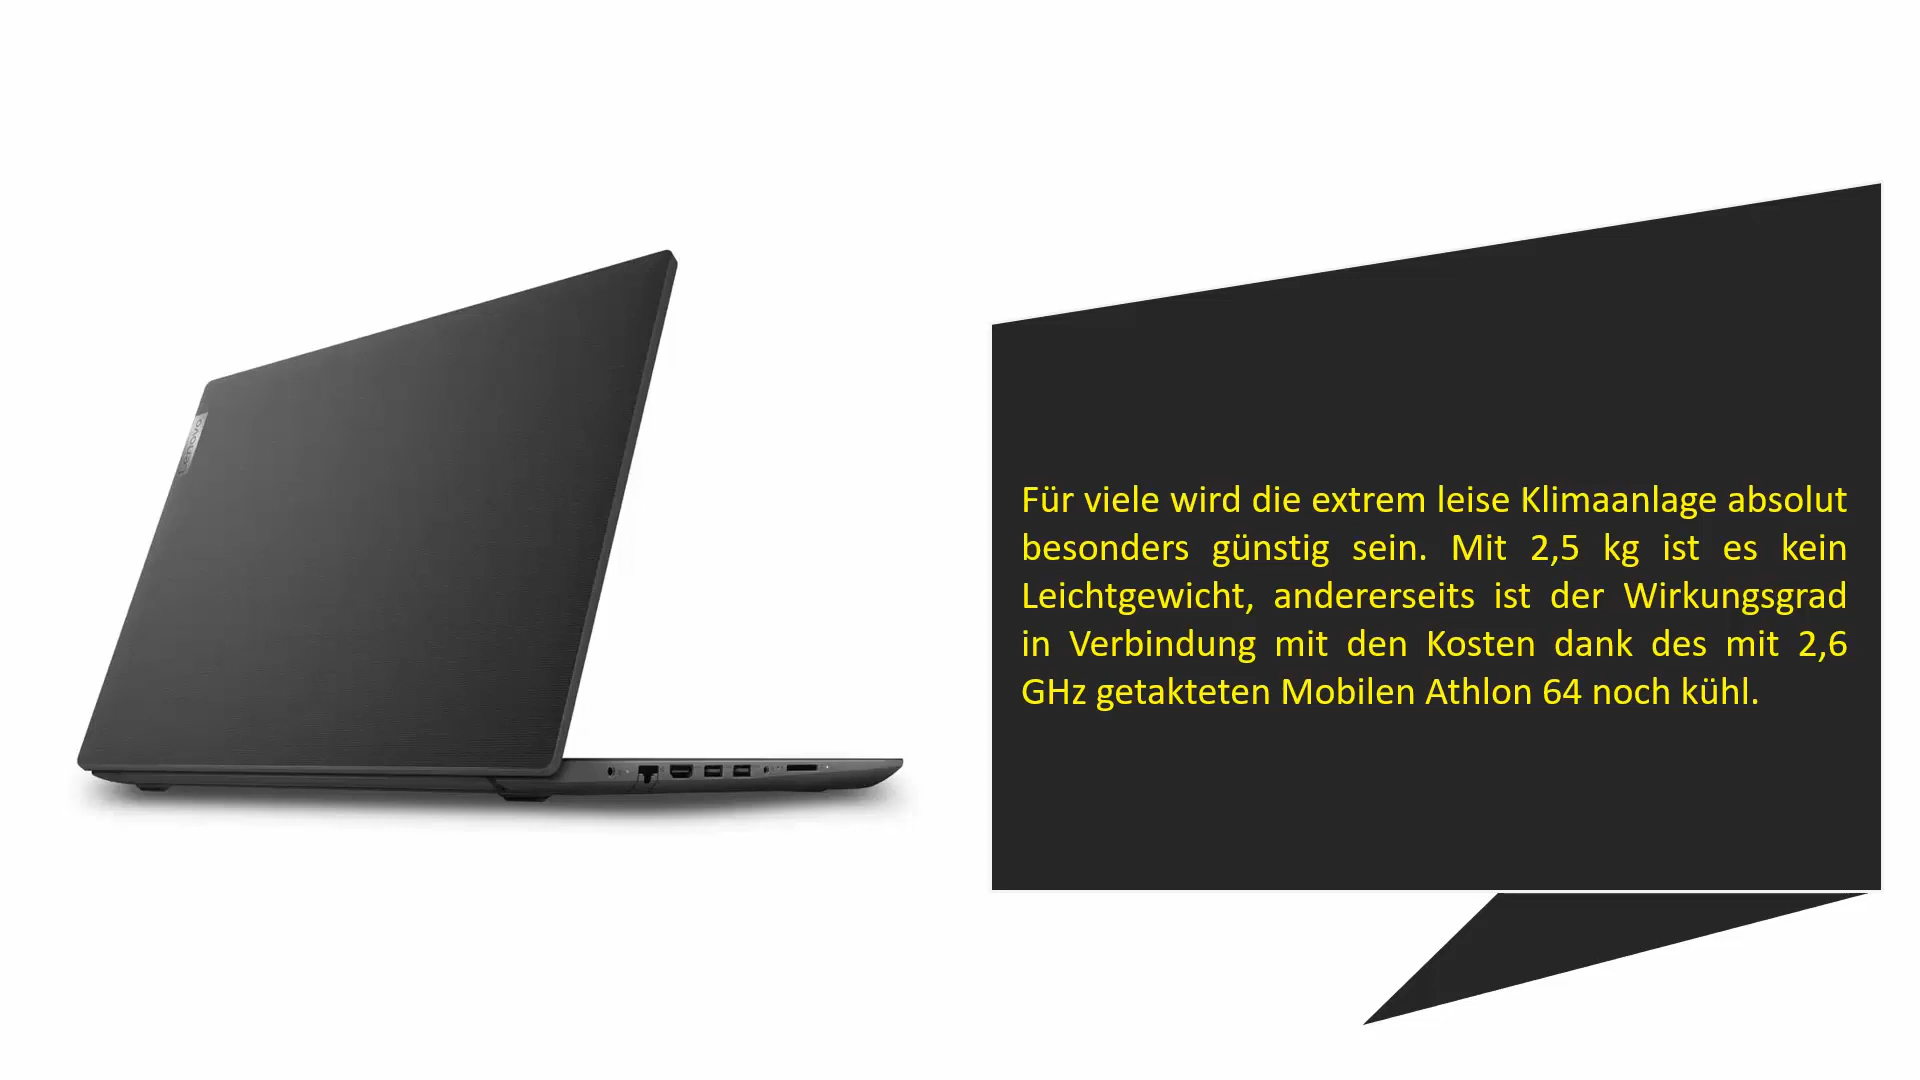 Lenovo
Für viele wird die extrem leise Klimaanlage absolut
besonders günstig sein. Mit 2,5 kg ist es kein
Leichtgewicht, andererseits ist der Wirkungsgrad
in Verbindung mit den Kosten dank des mit 2,6
GHz getakteten Mobilen Athlon 64 noch kühl.